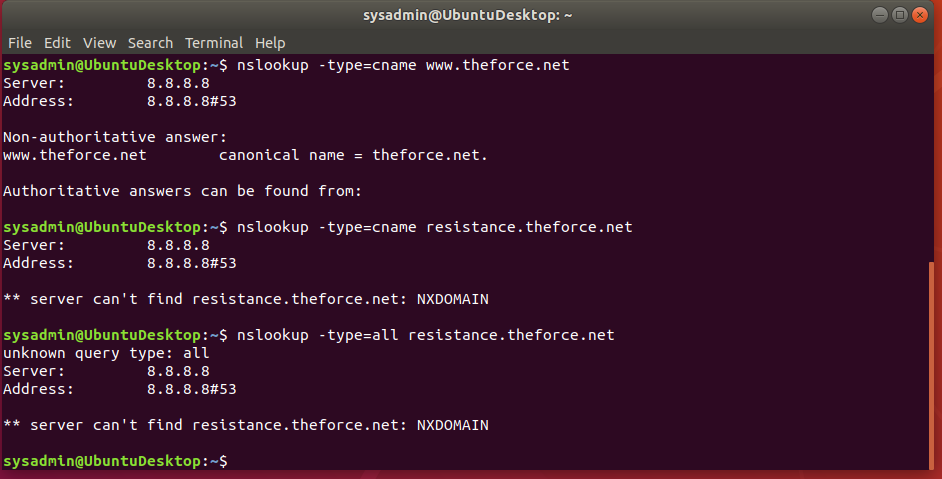 sysadmin@UbuntuDesktop: ~
File Edit View Search Terminal Help
sysadmin@UbuntuDesktop:~$ nslookup -type=cname www.theforce.net
Server:         8.8.8.8
Address:        8.8.8.8#53
Non-authoritative answer:
www.theforce.net        canonical name = theforce.net.
Authoritative answers can be found from:
sysadmin@UbuntuDesktop:~$ nslookup -type=cname resistance.theforce.net
Server:         8.8.8.8
Address:        8.8.8.8#53
** server can't find resistance.theforce.net: NXDOMAIN
sysadmin@UbuntuDesktop:~$ nslookup -type=all resistance.theforce.net
unknown query type: all
Server:         8.8.8.8
Address:        8.8.8.8#53
** server can't find resistance.theforce.net: NXDOMAIN
sysadmin@UbuntuDesktop:~$